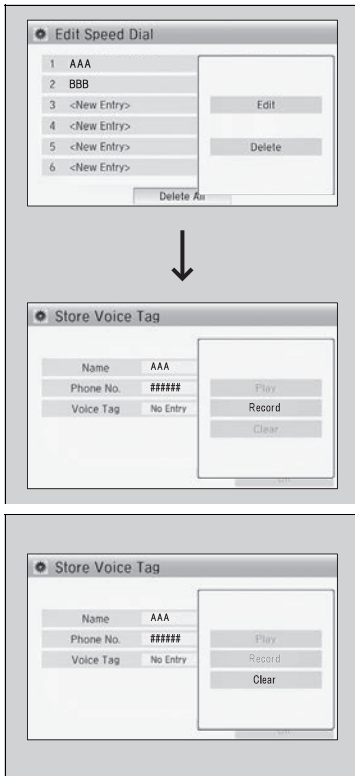 Edit Speed Dial
1 AAA
2 BBB
3 <New Entry>
4 <New Entry>
5 <New Entry>
6 <New Entry>
Edit
Delete
Delete All
Store Voice Tag
Name AAA
Phone No. ######
Voice Tag No Entry
Play
Record
Clear
Store Voice Tag
Name AAA
Phone No. ######
Voice Tag No Entry
Play
Record
Clear